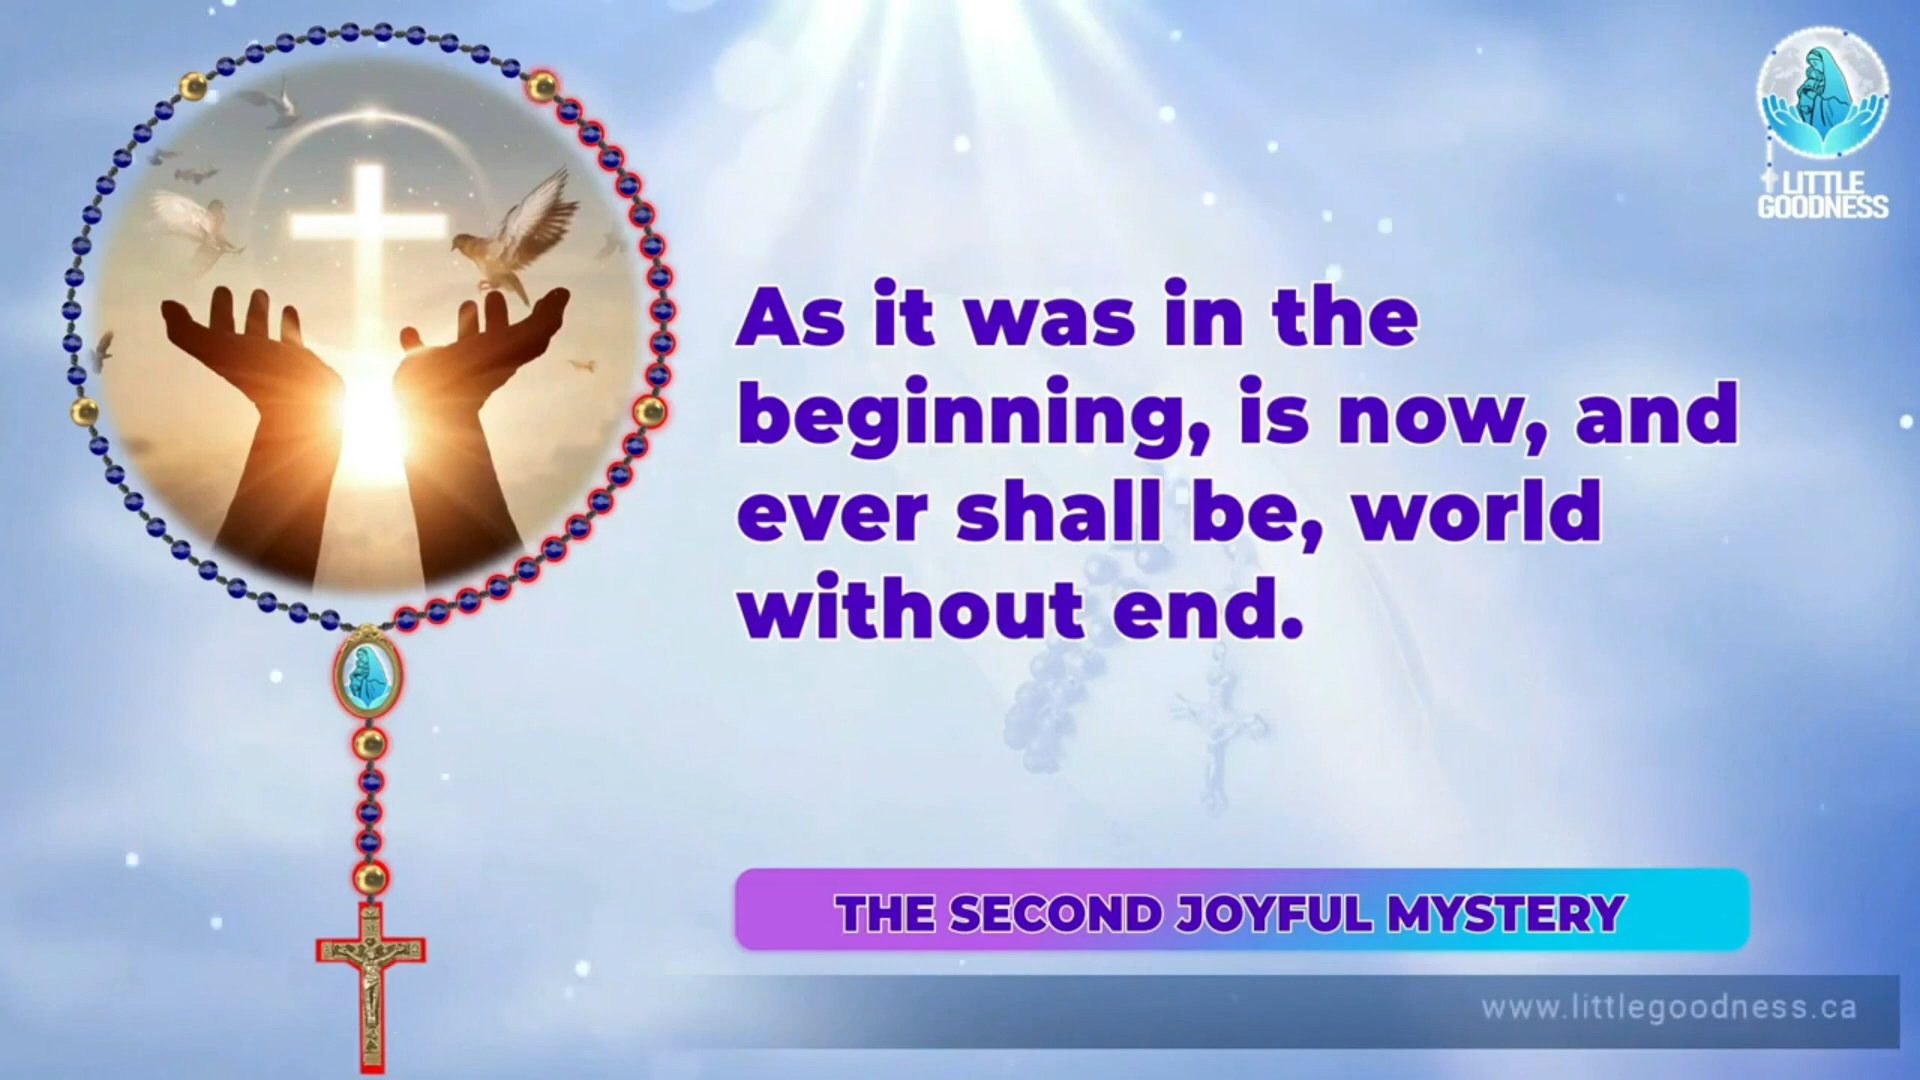 LITTLE
GOODNESS
As it was in the
beginning, is now, and
ever shall be, world
without end.
THE SECOND JOYFUL MYSTERY
www.littlegoodness.ca